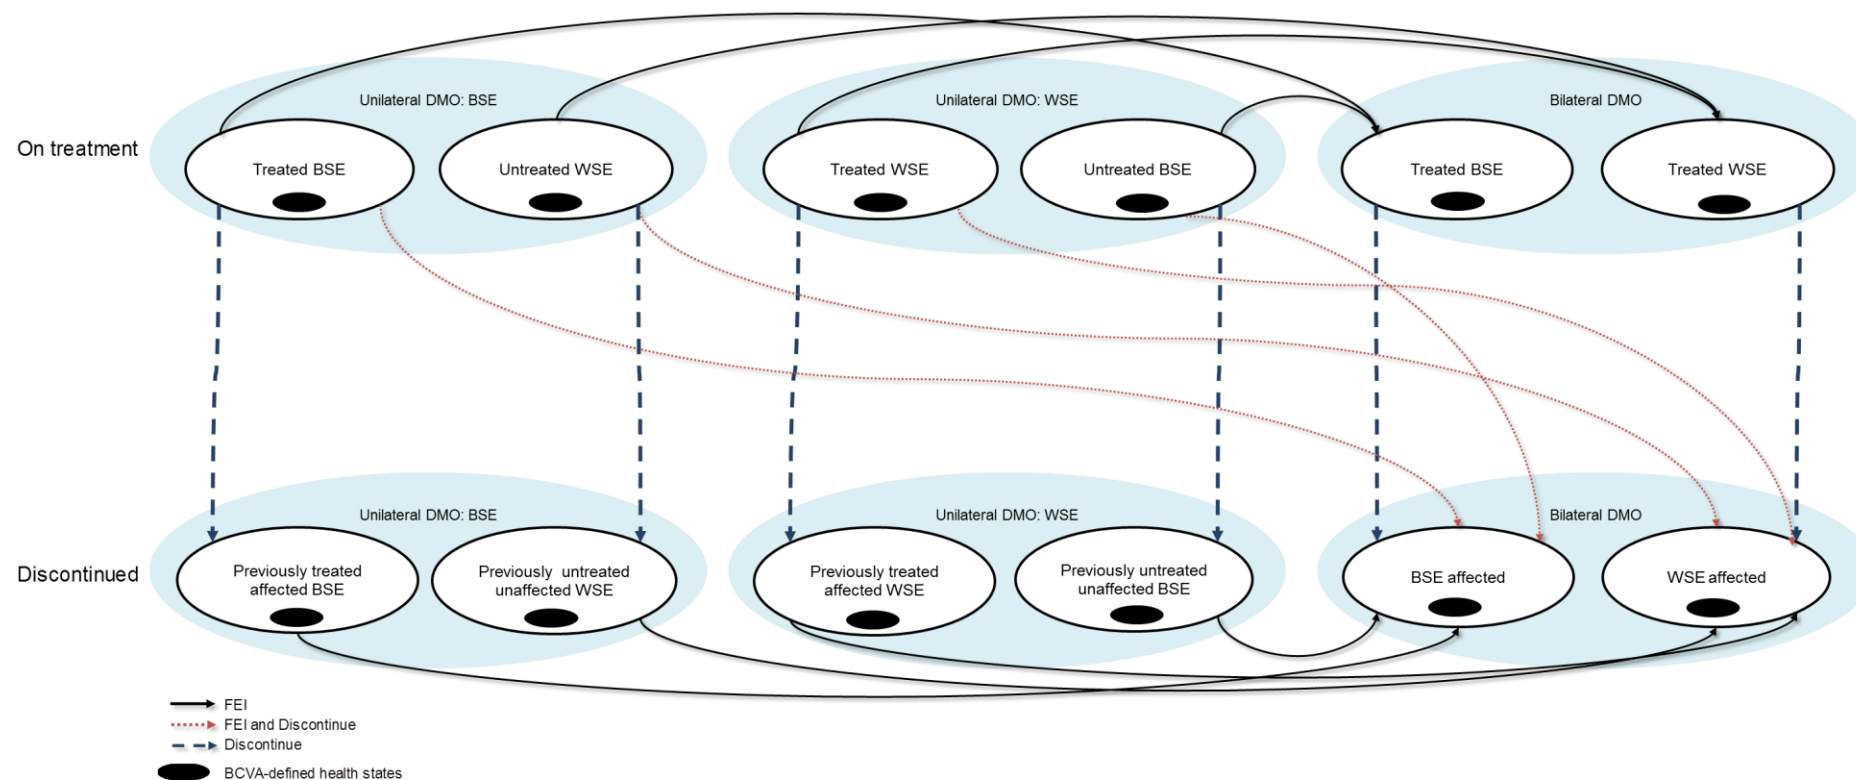 Unilateral DMO: BSE
Unilateral DMO: WSE
Bilateral DMO
On treatment
Treated BSE
Untreated WSE
Treated WSE
Untreated BSE
Treated BSE
Treated WSE
Unilateral DMO: BSE
Unilateral DMO: WSE
Bilateral DMO
Discontinued
Previously treated
affected BSE
Previously untreated
unaffected WSE
Previously treated
affected WSE
Previously untreated
unaffected BSE
BSE affected
WSE affected
FEI
FEI and Discontinue
Discontinue
BCVA-defined health states